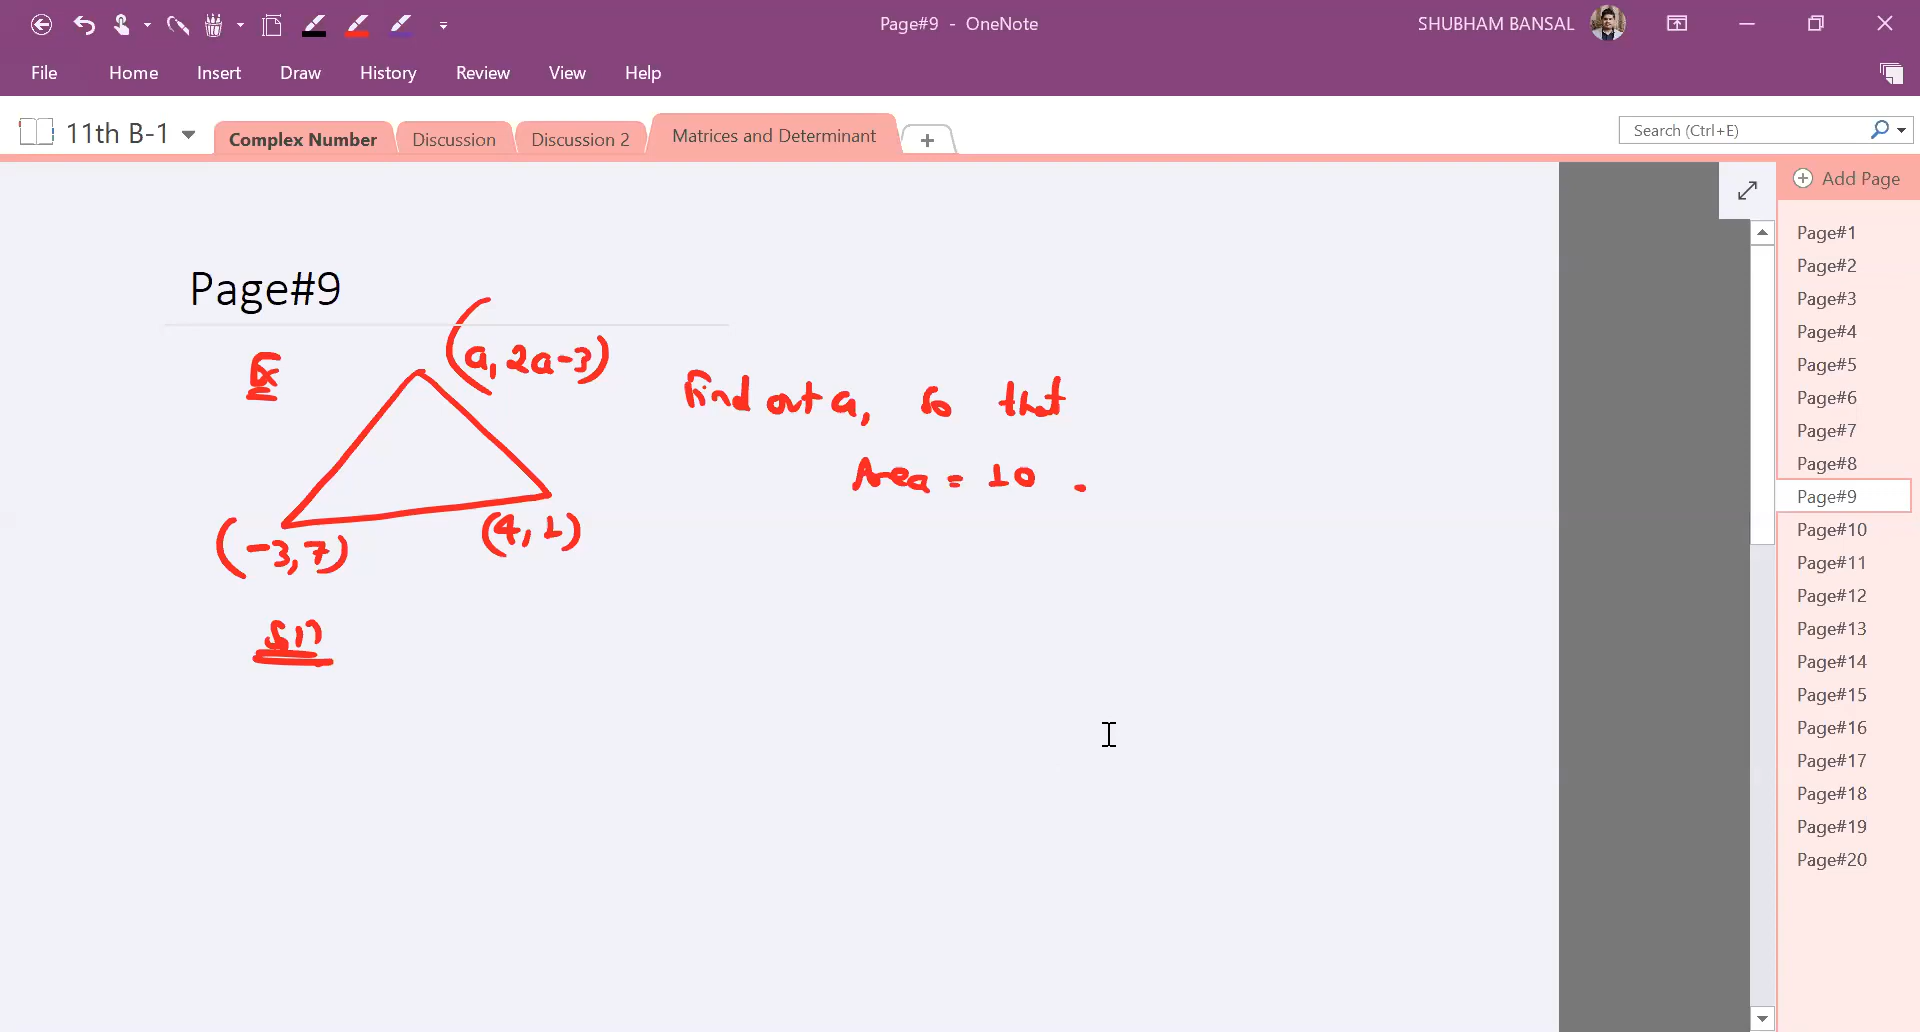 Page#9 - OneNote
SHUBHAM BANSAL
File Home Insert Draw History Review View Help
11th B-1
Complex Number
Discussion
Discussion 2
Matrices and Determinant
Search (Ctrl+E)
Add Page
Page#9
Ex
(a, 2a-3)
Find out a, so that
Area = 10 .
(-3,7)
(4,1)
Sol^n
Page#1
Page#2
Page#3
Page#4
Page#5
Page#6
Page#7
Page#8
Page#9
Page#10
Page#11
Page#12
Page#13
Page#14
Page#15
Page#16
Page#17
Page#18
Page#19
Page#20